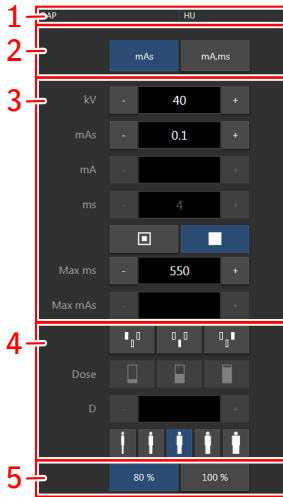 1 AP HU
2 mAs mA.ms
3 kV - 40 +
mAs - 0.1 +
mA - +
ms - 4 +
Max ms - 550 +
Max mAs - +
4
Dose
D - +
5 80 % 100 %